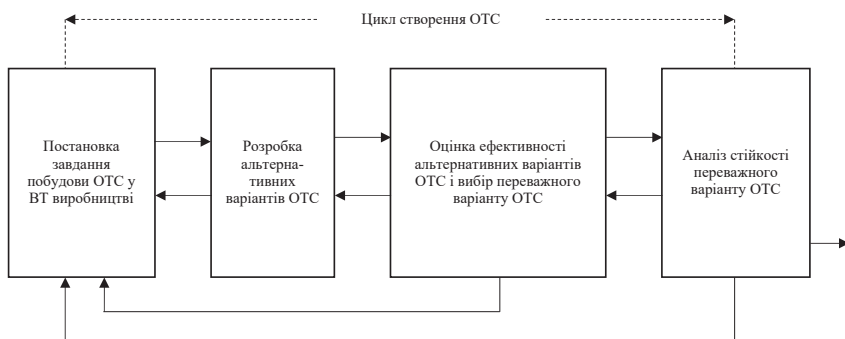 Цикл створення ОТС
Постановка
завдання
побудови ОТС у
ВТ виробництві
Розробка
альтерна-
тивних
варіантів ОТС
Оцінка ефективності
альтернативних варіантів
ОТС і вибір переважного
варіанту ОТС
Аналіз стійкості
переважного
варіанту ОТС